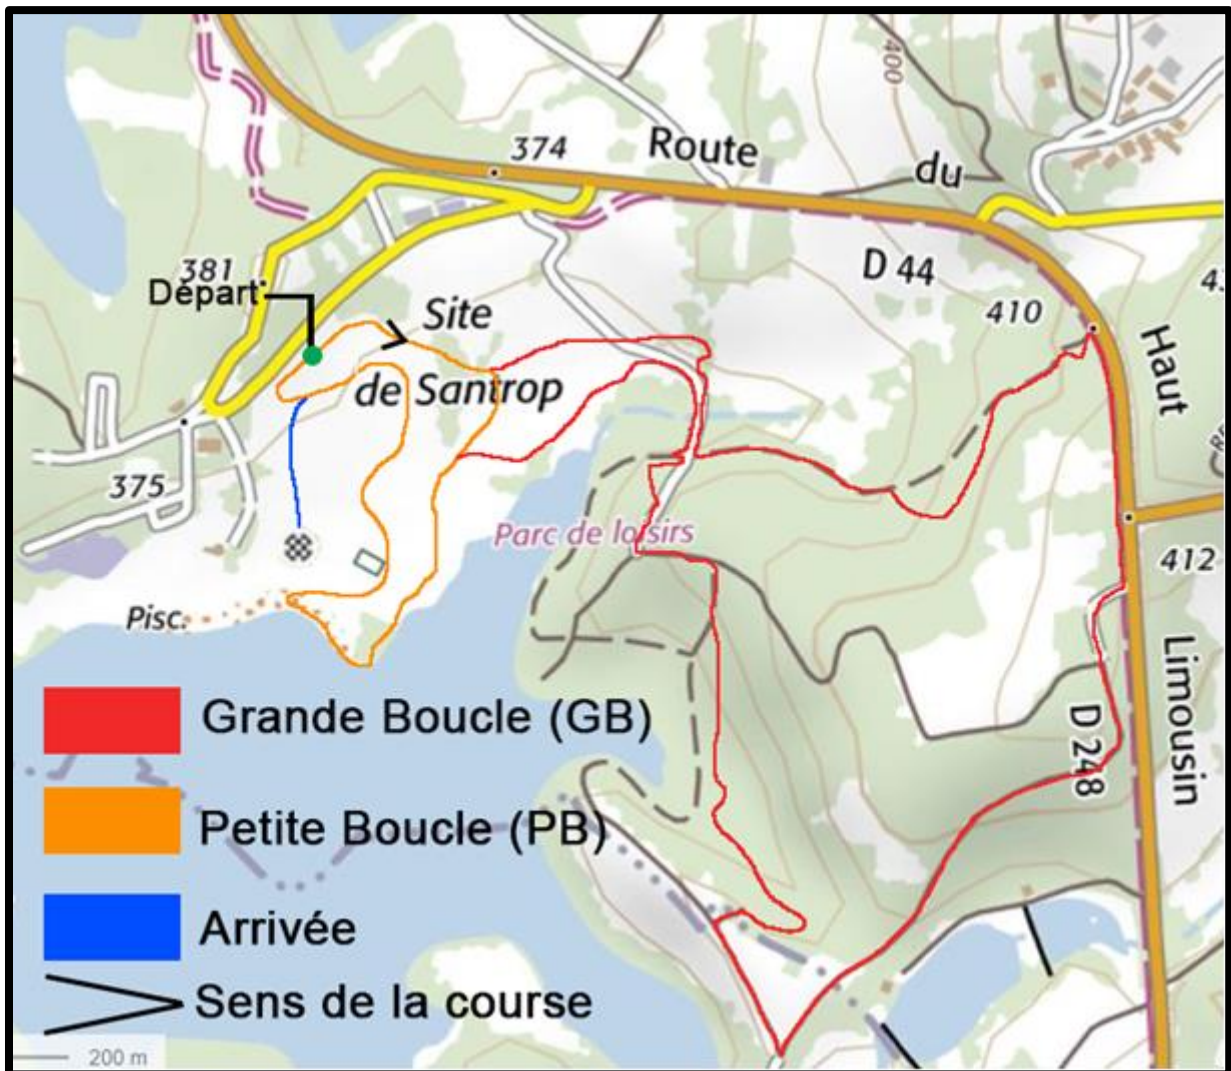 400
374
Route
du
381
Départ
Site
de Santrop
D 44
410
Haut
375
Parc de loisirs
412
Pisc.
Limousin
D 248
Grande Boucle (GB)
Petite Boucle (PB)
Arrivée
Sens de la course
200 m